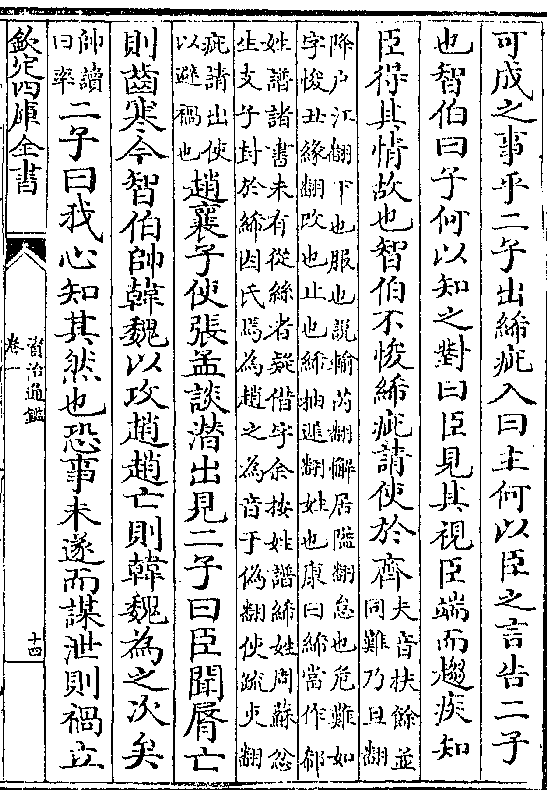 可成之事乎二子出絺疵入曰主何以臣之言告二子
也智伯曰子何以知之對曰臣見其視臣端而趨疾知
臣得其情故也智伯不悛絺疵請使於齊
夫音扶餘並
同難乃旦翻
降户江翻下也服也說輸芮翻懈居隘翻怠也危難如
字悛丑緣翻改也止也絺抽遲翻姓也康曰絺當作郗
姓譜諸書未有從絲者疑借字余按姓譜絺姓周蘇忿
生支子封於絺因氏焉為趙之為音于偽翻使疏吏翻
疵請出使
以避禍也
趙襄子使張孟談潛出見二子曰臣聞脣亡
則齒寒今智伯帥韓魏以攻趙趙亡則韓魏為之次矣
帥讀
曰率
二子曰我心知其然也恐事未遂而謀泄則禍立
欽定四庫全書
資治通鑑
卷一
十四